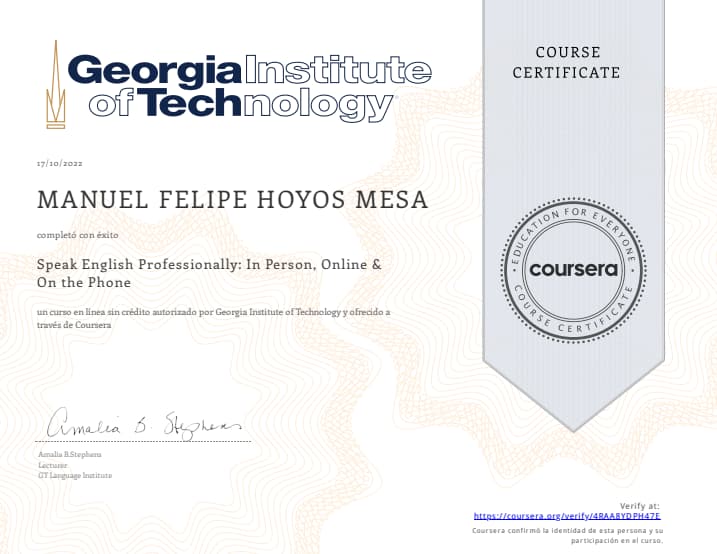 Georgia Institute
of Technology
COURSE
CERTIFICATE
17/10/2022
MANUEL FELIPE HOYOS MESA
completó con éxito
Speak English Professionally: In Person, Online &
On the Phone
un curso en línea sin crédito autorizado por Georgia Institute of Technology y ofrecido a
través de Coursera
EDUCATION FOR EVERYONE
coursera
COURSE CERTIFICATE
Amalia B. Stephens
Amalia B.Stephens
Lecturer
GT Language Institute
Verify at:
https://coursera.org/verify/4RAA8YDPH47E
Coursera confirmó la identidad de esta persona y su
participación en el curso.